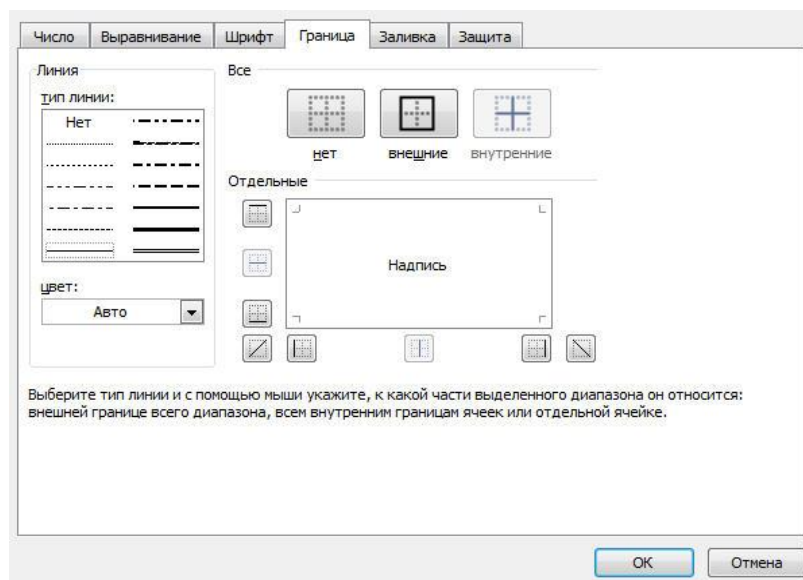 Число Выравнивание Шрифт Граница Заливка Защита
Линия
тип линии:
Нет
цвет:
Авто
Все
нет внешние внутренние
Отдельные
Надпись
Выберите тип линии и с помощью мыши укажите, к какой части выделенного диапазона он относится:
внешней границе всего диапазона, всем внутренним границам ячеек или отдельной ячейке.
ОК Отмена